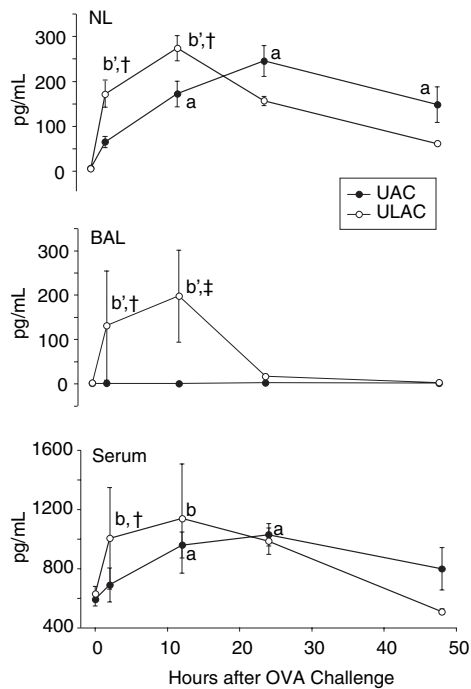 NL
pg/mL
300
200
100
0
b',†
b',†
a
a
a
UAC
ULAC
BAL
pg/mL
300
200
100
0
b',†
b',‡
Serum
pg/mL
1600
1200
800
400
b,†
b
a
a
0 10 20 30 40 50
Hours after OVA Challenge